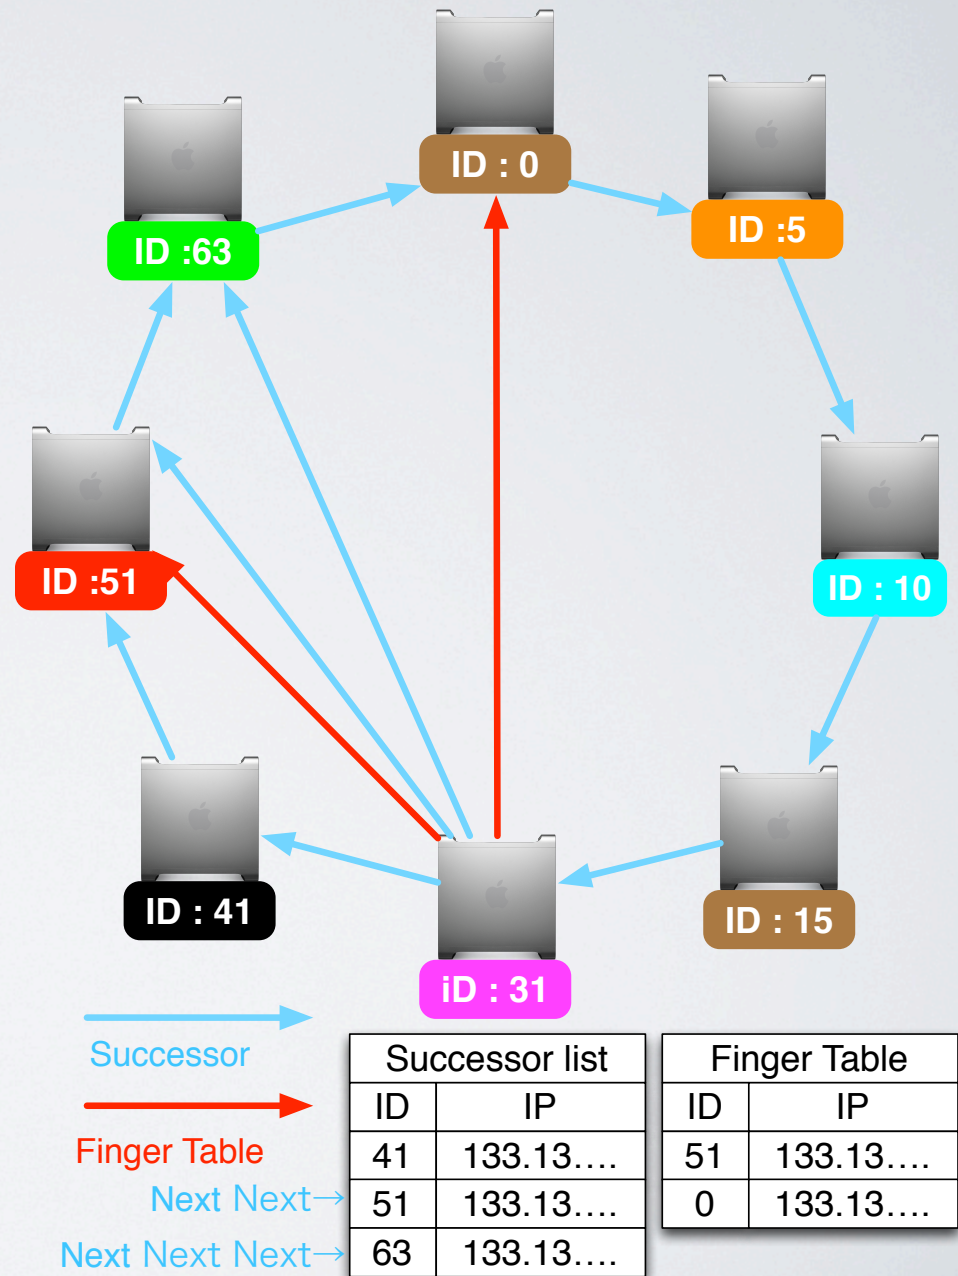 ID : 0
ID :5
ID :63
ID :51
ID : 10
ID : 41
ID : 15
iD : 31
Successor
Finger Table
Next Next→
Next Next Next→
Successor list
ID IP
41 133.13….
51 133.13….
63 133.13….
Finger Table
ID IP
51 133.13….
0 133.13….